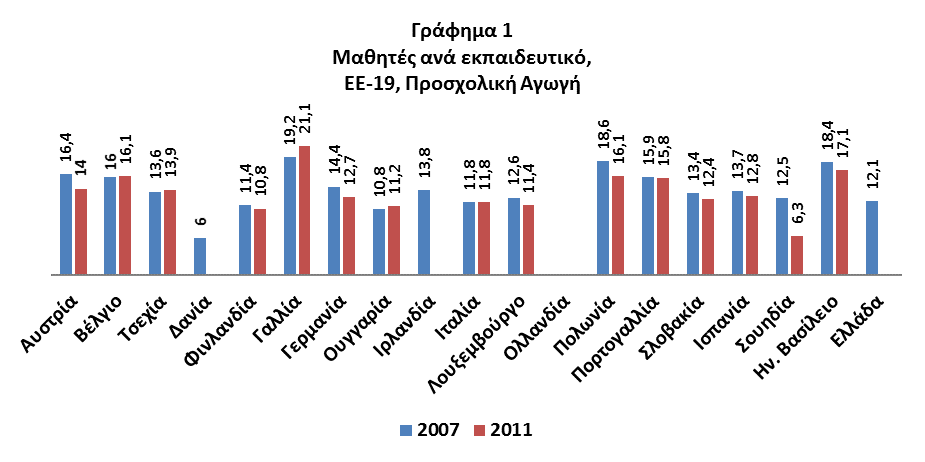 Γράφημα 1
Μαθητές ανά εκπαιδευτικό,
ΕΕ-19, Προσχολική Αγωγή
16,4 14 16 16,1 13,6 13,9 6 11,4 10,8 19,2 21,1 14,4 12,7 10,8 11,2 13,8 11,8 11,8 12,6 11,4 18,6 16,1 15,9 15,8 13,4 12,4 13,7 12,8 12,5 6,3 18,4 17,1 12,1
Αυστρία Βέλγιο Τσεχία Δανία Φινλανδία Γαλλία Γερμανία Ουγγαρία Ιρλανδία Ιταλία Λουξεμβούργο Ολλανδία Πολωνία Πορτογαλλία Σλοβακία Ισπανία Σουηδία Ην. Βασίλειο Ελλάδα
2007 2011